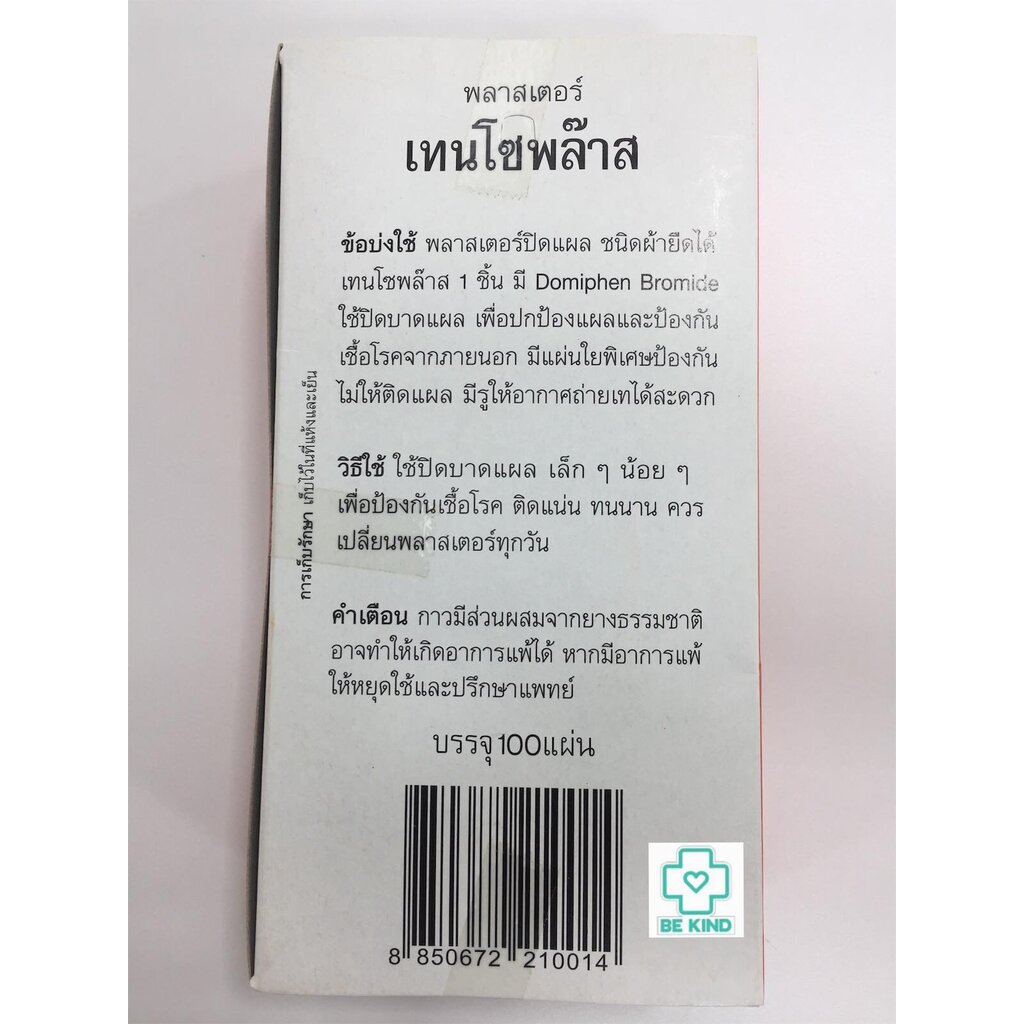 พลาสเตอร์
เทนโซพล๊าส
ข้อบ่งใช้ พลาสเตอร์ปิดแผล ชนิดผ้ายืดได้
เทนโซพล๊าส 1 ชิ้น มี Domiphen Bromide
ใช้ปิดบาดแผล เพื่อปกป้องแผลและป้องกัน
เชื้อโรคจากภายนอก มีแผ่นใยพิเศษป้องกัน
ไม่ให้ติดแผล มีรูให้อากาศถ่ายเทได้สะดวก
การเก็บรักษา เก็บไว้ในที่แห้งและเย็น
วิธีใช้ ใช้ปิดบาดแผล เล็ก ๆ น้อย ๆ
เพื่อป้องกันเชื้อโรค ติดแน่น ทนนาน ควร
เปลี่ยนพลาสเตอร์ทุกวัน
คำเตือน กาวมีส่วนผสมจากยางธรรมชาติ
อาจทำให้เกิดอาการแพ้ได้ หากมีอาการแพ้
ให้หยุดใช้และปรึกษาแพทย์
บรรจุ 100แผ่น
8 850672 210014
BE KIND